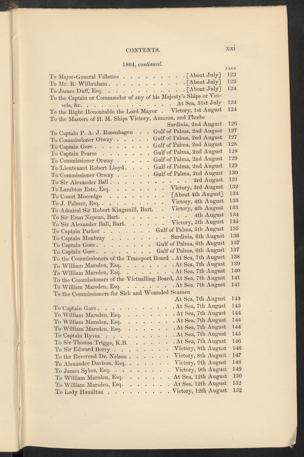 CONTENTS. xxi
1804, continued.
PAGE
To Major-General Villettes . . . . . . [About July] 123
To Mr. R. Wilbraham . . . . . . . [About July] 123
To James Duff, Esq. . . . . . . . [About July] 124
To the Captain or Commander of any of his Majesty's Ships or Ves-
sels, &c. . . . . . . At Sea, 31st July 124
To the Right Honourable the Lord Mayor . . Victory, 1st August 124
To the Masters of H. M. Ships Victory, Amazon, and Phœbe
Sardinia, 2nd August 126
To Captain P. A. J. Rosenhagen . . Gulf of Palma, 2nd August 127
To Commissioner Otway . . . Gulf of Palma, 2nd August 127
To Captain Gore . . . . Gulf of Palma, 2nd August 128
To Captain Pearse . . . . Gulf of Palma, 2nd August 128
To Commissioner Otway . . . Gulf of Palma, 2nd August 129
To Lieutenant Robert Lloyd . . . Gulf of Palma, 2nd August 129
To Commissioner Otway . . . Gulf of Palma, 2nd August 130
To Sir Alexander Ball . . . . . . 2nd August 131
To Lambton Este, Esq. . . . . Victory, 3rd August 132
To Count Mocenigo . . . . . [About 4th August] 133
To J. Palmer, Esq. . . . . . Victory, 4th August 133
To Admiral Sir Robert Kingsmill, Bart. . . Victory, 4th August 133
To Sir Evan Nepean, Bart. . . . . . 4th August 134
To Sir Alexander Ball, Bart. . . . . Victory, 5th August 135
To Captain Parker . . . . Gulf of Palma, 5th August 135
To Captain Moubray . . . . . Sardinia, 6th August 136
To Captain Gore . . . . Gulf of Palma, 6th August 137
To Captain Gore . . . . Gulf of Palma, 6th August 137
To the Commissioners of the Transport Board . At Sea, 7th August 138
To William Marsden, Esq. . . . . At Sea, 7th August 139
To William Marsden, Esq. . . . . At Sea, 7th August 140
To the Commissioners of the Victualling Board, At Sea, 7th August 141
To William Marsden, Esq. . . . . At Sea, 7th August 141
To the Commissioners for Sick and Wounded Seamen
At Sea, 7th August 143
To Captain Gore . . . . . At Sea, 7th August 143
To William Marsden, Esq. . . . . At Sea, 7th August 144
To William Marsden, Esq. . . . . At Sea, 7th August 144
To William Marsden, Esq. . . . . At Sea, 7th August 144
To Captain Ryves . . . . . At Sea, 7th August 145
To Sir Thomas Trigge, K.B. . . . . At Sea, 7th August 146
To Sir Edward Berry . . . . . Victory, 8th August 146
To the Reverend Dr. Nelson . . . . Victory, 8th August 147
To Alexander Davison, Esq. . . . . Victory, 9th August 148
To James Sykes, Esq. . . . . . Victory, 9th August 149
To William Marsden, Esq. . . . . At Sea, 12th August 150
To William Marsden, Esq. . . . . At Sea, 12th August 152
To Lady Hamilton . . . . . Victory, 12th August 152